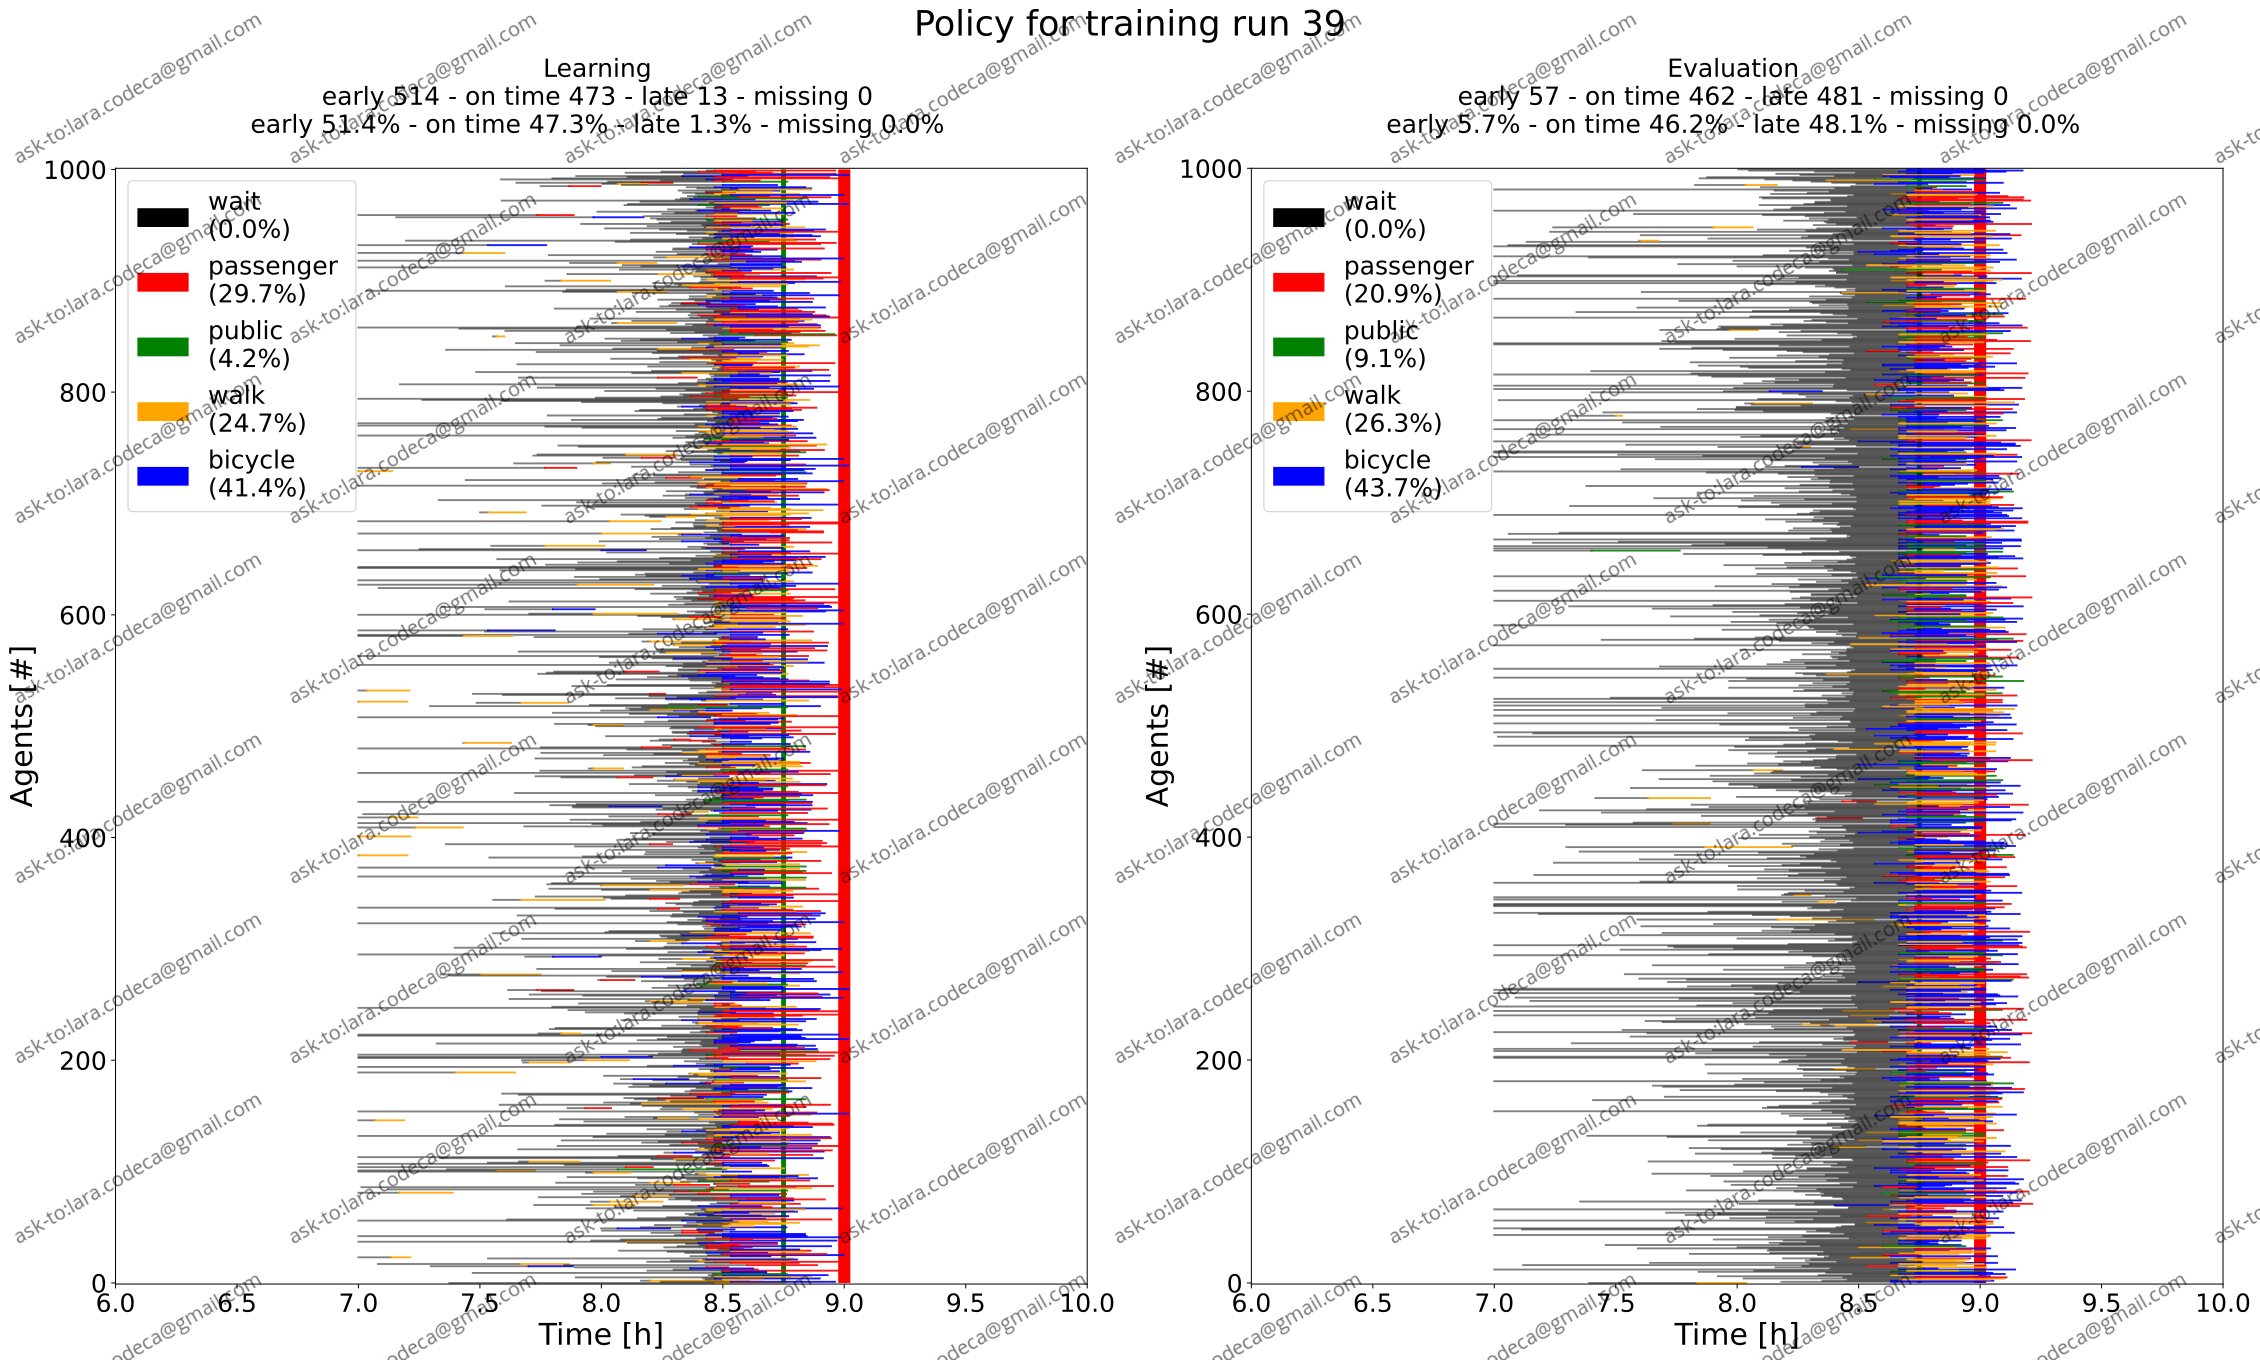 Policy for training run 39
Learning
early 514 - on time 473 - late 13 - missing 0
early 51.4% - on time 47.3% - late 1.3% - missing 0.0%
Agents [#]
1000
800
600
400
200
0
wait
(0.0%)
passenger
(29.7%)
public
(4.2%)
walk
(24.7%)
bicycle
(41.4%)
6.0 6.5 7.0 7.5 8.0 8.5 9.0 9.5 10.0
Time [h]
Evaluation
early 57 - on time 462 - late 481 - missing 0
early 5.7% - on time 46.2% - late 48.1% - missing 0.0%
Agents [#]
1000
800
600
400
200
0
wait
(0.0%)
passenger
(20.9%)
public
(9.1%)
walk
(26.3%)
bicycle
(43.7%)
6.0 6.5 7.0 7.5 8.0 8.5 9.0 9.5 10.0
Time [h]
ask-to:lara.codeca@gmail.com